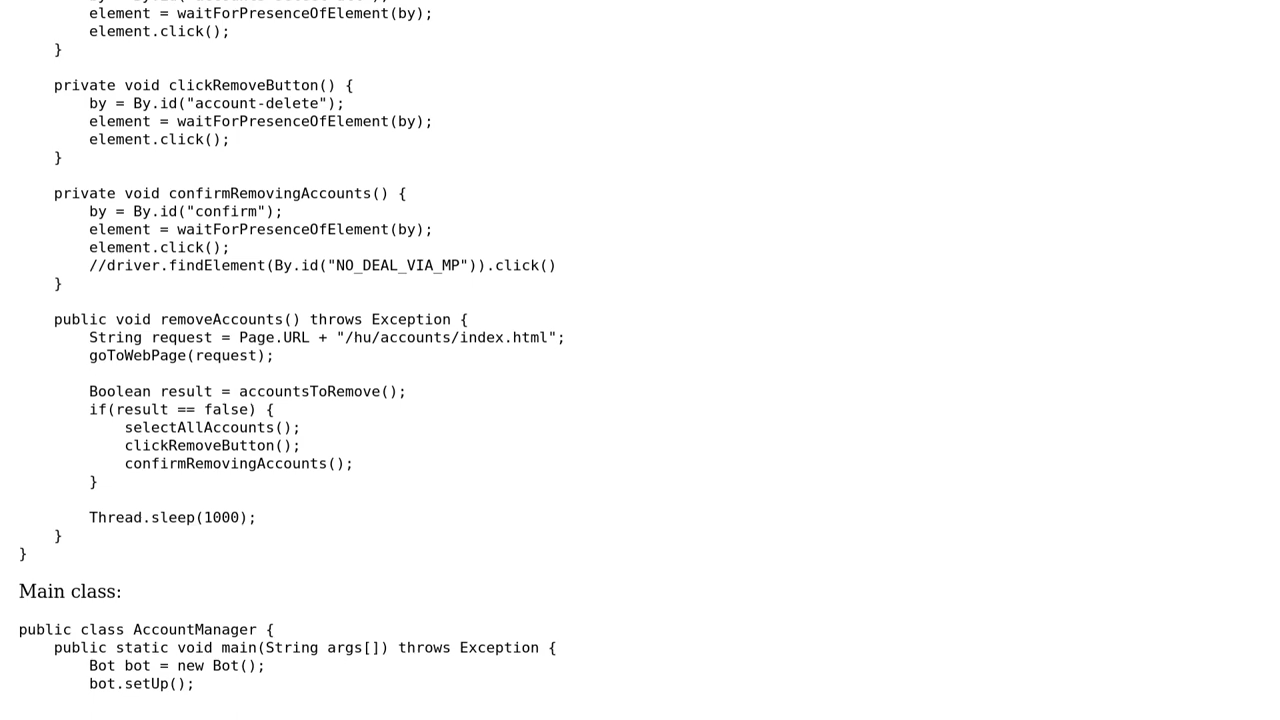 element = waitForPresenceOfElement(by);
        element.click();
    }

    private void clickRemoveButton() {
        by = By.id("account-delete");
        element = waitForPresenceOfElement(by);
        element.click();
    }

    private void confirmRemovingAccounts() {
        by = By.id("confirm");
        element = waitForPresenceOfElement(by);
        element.click();
        //driver.findElement(By.id("NO_DEAL_VIA_MP")).click()
    }

    public void removeAccounts() throws Exception {
        String request = Page.URL + "/hu/accounts/index.html";
        goToWebPage(request);

        Boolean result = accountsToRemove();
        if(result == false) {
            selectAllAccounts();
            clickRemoveButton();
            confirmRemovingAccounts();
        }

        Thread.sleep(1000);
    }
}
Main class:
public class AccountManager {
    public static void main(String args[]) throws Exception {
        Bot bot = new Bot();
        bot.setUp();